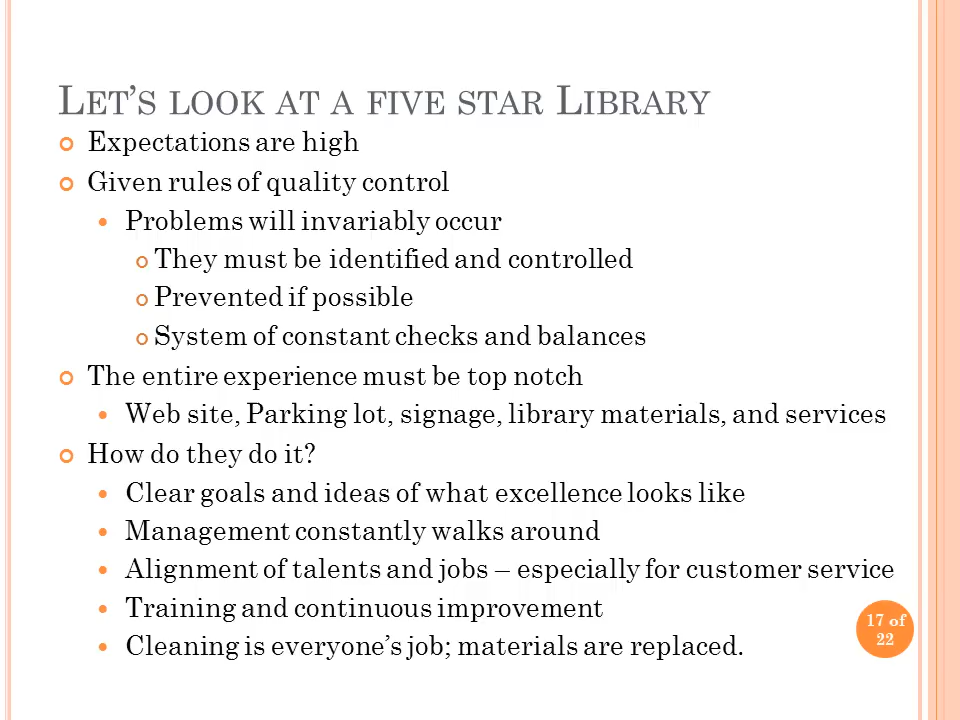 Let's look at a five star Library
Expectations are high
Given rules of quality control
Problems will invariably occur
They must be identified and controlled
Prevented if possible
System of constant checks and balances
The entire experience must be top notch
Web site, Parking lot, signage, library materials, and services
How do they do it?
Clear goals and ideas of what excellence looks like
Management constantly walks around
Alignment of talents and jobs – especially for customer service
Training and continuous improvement
Cleaning is everyone's job; materials are replaced.
17 of
22